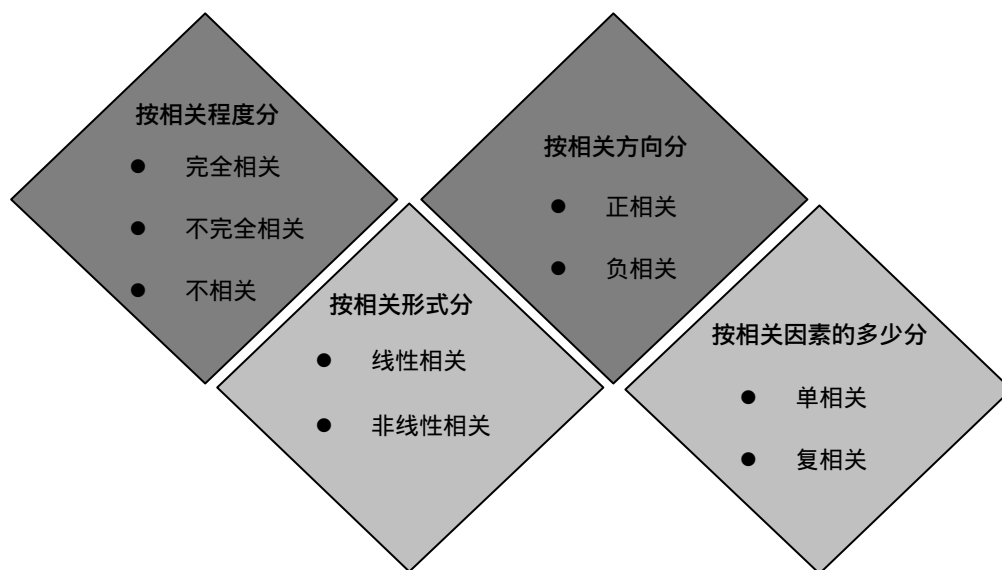 按相关程度分
● 完全相关
● 不完全相关
● 不相关
按相关形式分
● 线性相关
● 非线性相关
按相关方向分
● 正相关
● 负相关
按相关因素的多少分
● 单相关
● 复相关